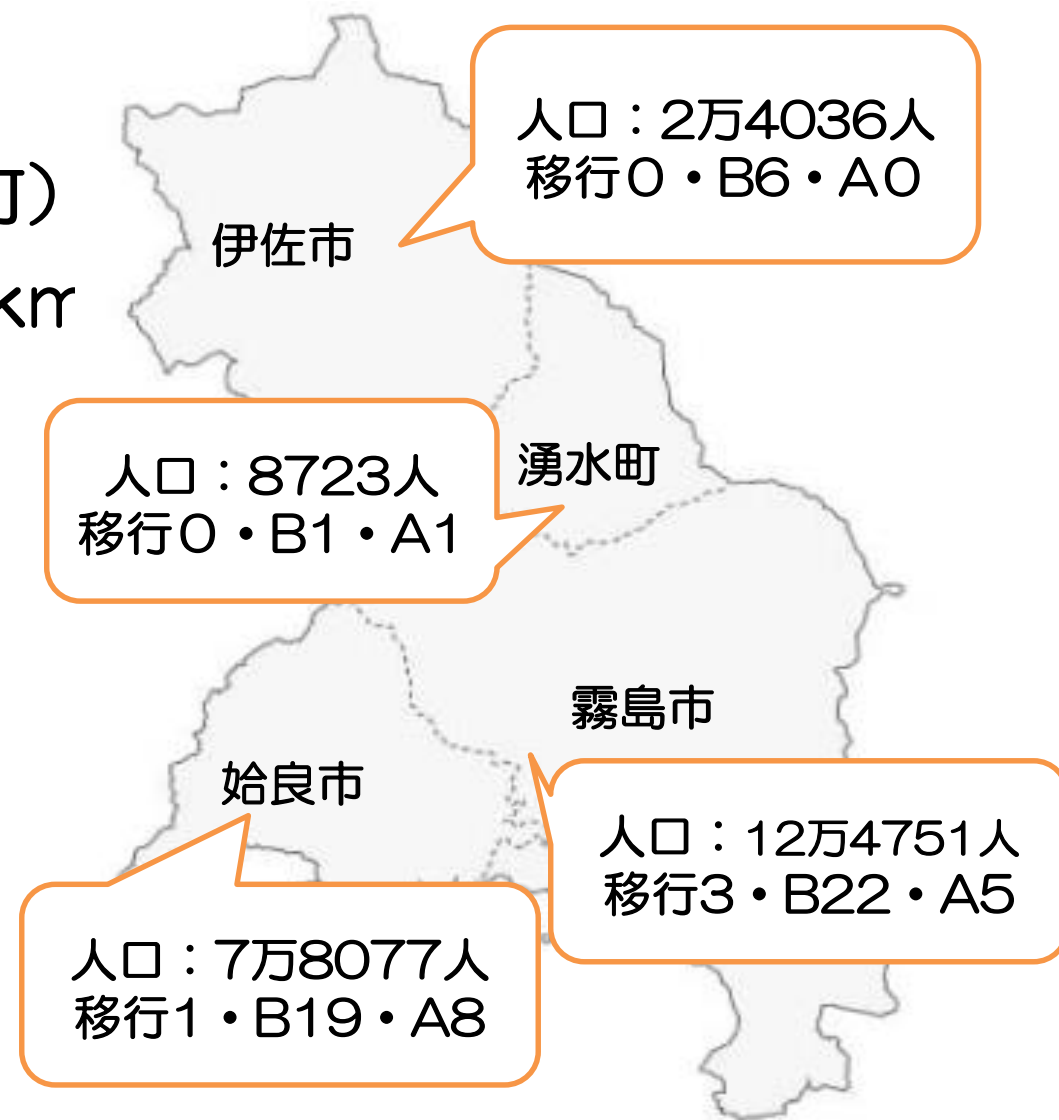 人口：2万4036人
移行0・B6・A0
町）
km
伊佐市
人口：8723人
移行0・B1・A1
湧水町
霧島市
姶良市
人口：12万4751人
移行3・B22・A5
人口：7万8077人
移行1・B19・A8